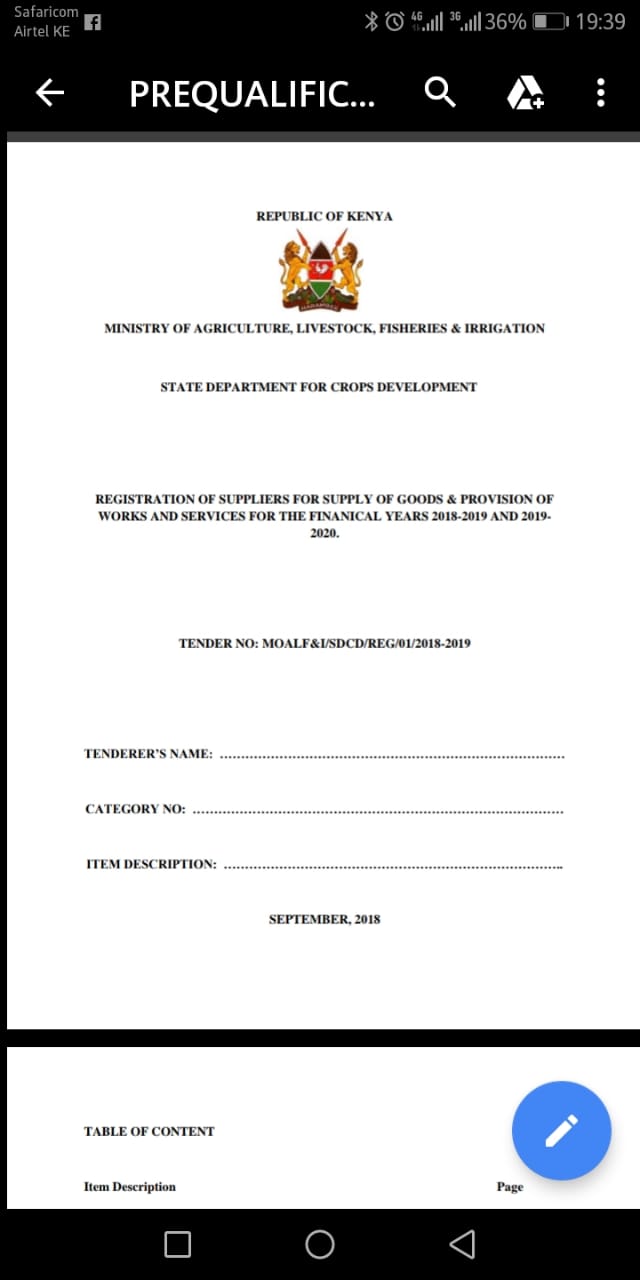 Safaricom
Airtel KE
4G 3G 36% 19:39
PREQUALIFIC...
REPUBLIC OF KENYA
HARAMBEE
MINISTRY OF AGRICULTURE, LIVESTOCK, FISHERIES & IRRIGATION
STATE DEPARTMENT FOR CROPS DEVELOPMENT
REGISTRATION OF SUPPLIERS FOR SUPPLY OF GOODS & PROVISION OF
WORKS AND SERVICES FOR THE FINANICAL YEARS 2018-2019 AND 2019-
2020.
TENDER NO: MOALF&I/SDCD/REG/01/2018-2019
TENDERER'S NAME: ................................................................................
CATEGORY NO: ......................................................................................
ITEM DESCRIPTION: ...............................................................................
SEPTEMBER, 2018
TABLE OF CONTENT
Item Description Page